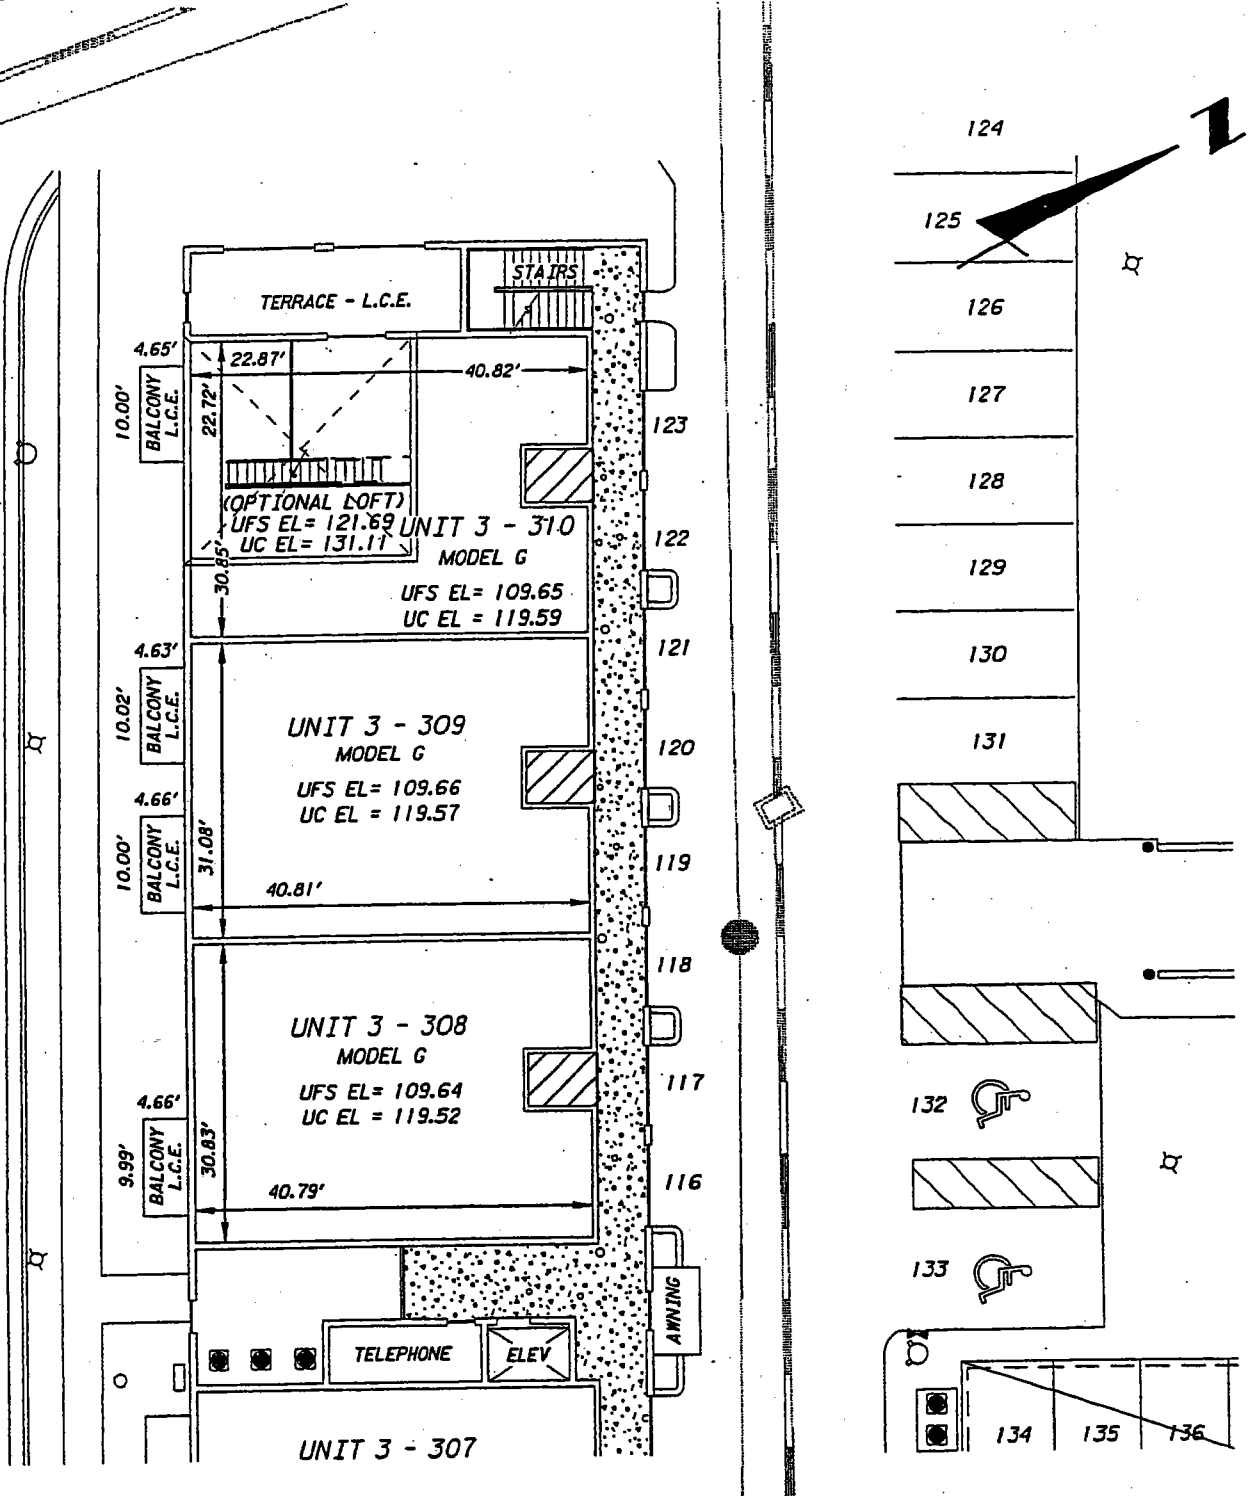 Z
124
125
126
127
128
129
130
131
132
133
134
135
136
STAIRS
TERRACE - L.C.E.
4.65'
10.00'
BALCONY
L.C.E.
22.87'
40.82'
22.72'
(OPTIONAL LOFT)
UFS EL= 121.69
UC EL= 131.11
30.85'
UNIT 3 - 310
MODEL G
UFS EL= 109.65
UC EL = 119.59
123
122
121
120
119
118
117
116
4.63'
10.02'
BALCONY
L.C.E.
UNIT 3 - 309
MODEL G
UFS EL= 109.66
UC EL = 119.57
4.66'
10.00'
BALCONY
L.C.E.
31.08'
40.81'
UNIT 3 - 308
MODEL G
UFS EL= 109.64
UC EL = 119.52
4.66'
9.99'
BALCONY
L.C.E.
30.83'
40.79'
AWNING
TELEPHONE
ELEV
UNIT 3 - 307